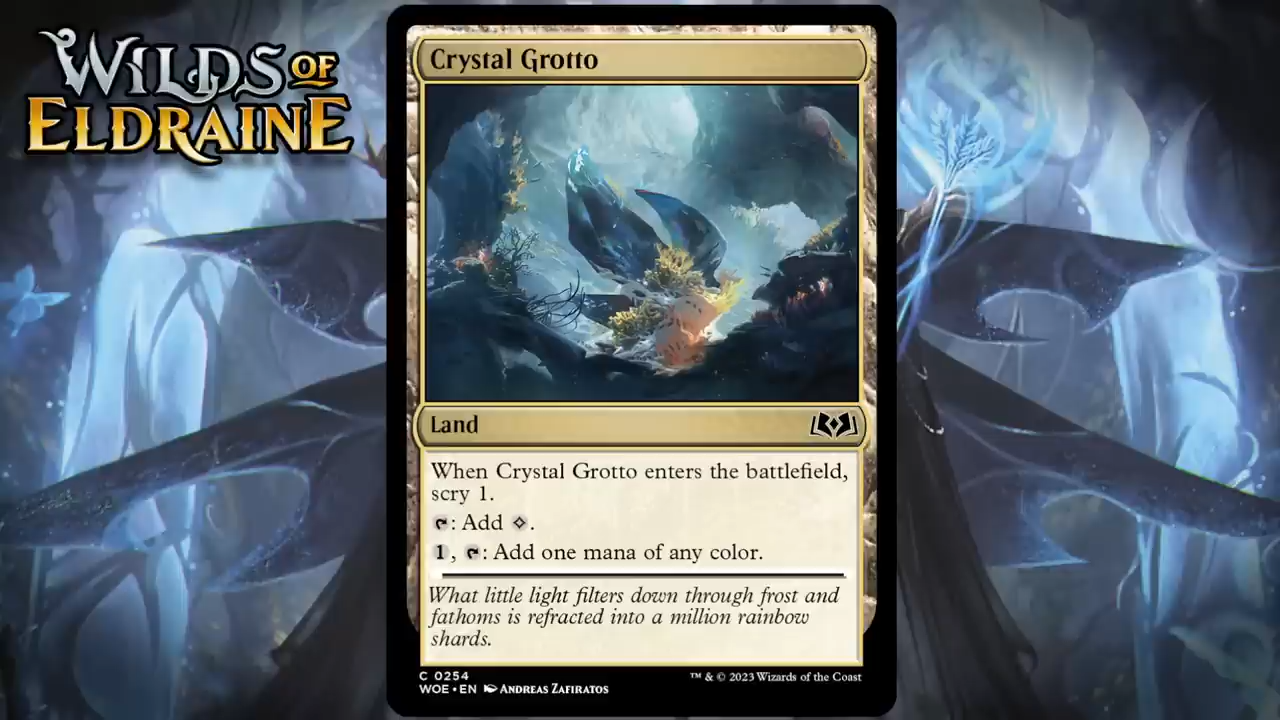 WILDS OF
ELDRAINE
Crystal Grotto
Land
When Crystal Grotto enters the battlefield,
scry 1.
: Add .
1, : Add one mana of any color.
What little light filters down through frost and
fathoms is refracted into a million rainbow
shards.
C 0254
WOE • EN ANDREAS ZAFIRATOS
™ & © 2023 Wizards of the Coast